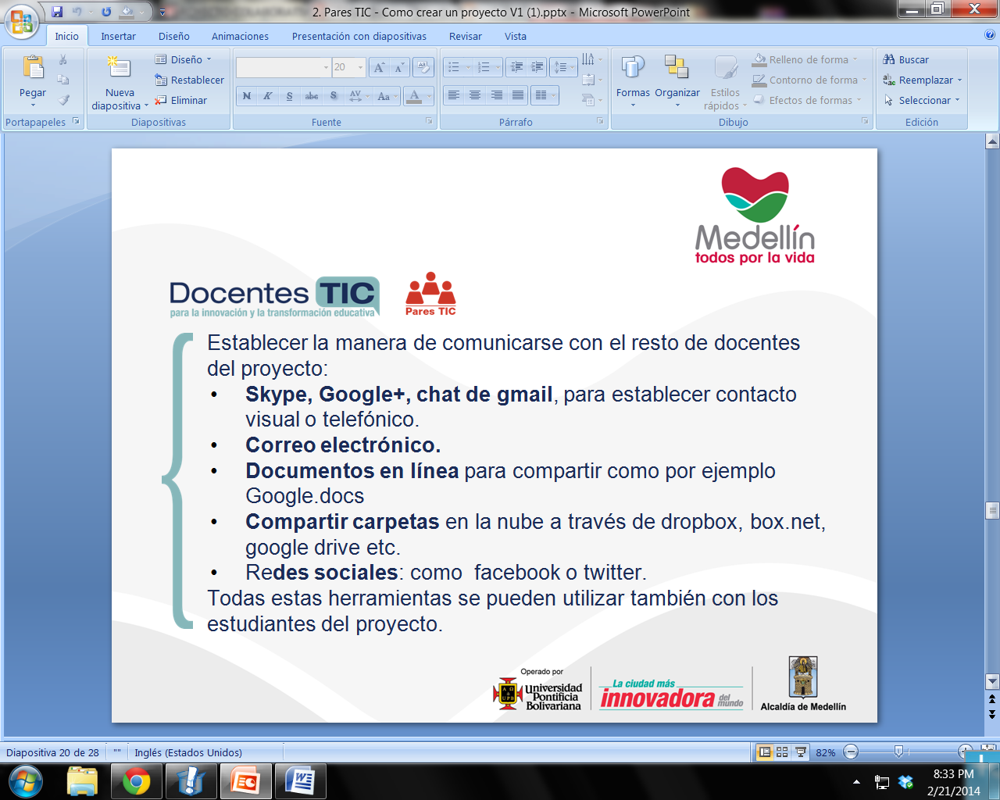 2. Pares TIC - Como crear un proyecto V1 (1).pptx - Microsoft PowerPoint
Inicio Insertar Diseño Animaciones Presentación con diapositivas Revisar Vista
Pegar
Nueva diapositiva
Diseño
Restablecer
Eliminar
20
N K S abc S AV Aa A
Formas
Organizar
Estilos rápidos
Relleno de forma
Contorno de forma
Efectos de formas
Buscar
Reemplazar
Seleccionar
Portapapeles Diapositivas Fuente Párrafo Dibujo Edición
Medellín
todos por la vida
Docentes TIC
para la innovación y la transformación educativa
Pares TIC
Establecer la manera de comunicarse con el resto de docentes
del proyecto:
• Skype, Google+, chat de gmail, para establecer contacto
visual o telefónico.
• Correo electrónico.
• Documentos en línea para compartir como por ejemplo
Google.docs
• Compartir carpetas en la nube a través de dropbox, box.net,
google drive etc.
• Redes sociales: como  facebook o twitter.
Todas estas herramientas se pueden utilizar también con los
estudiantes del proyecto.
Operado por
Universidad
Pontificia
Bolivariana
La ciudad más
innovadora del mundo
Alcaldía de Medellín
Diapositiva 20 de 28 "" Inglés (Estados Unidos) 82%
8:33 PM
2/21/2014